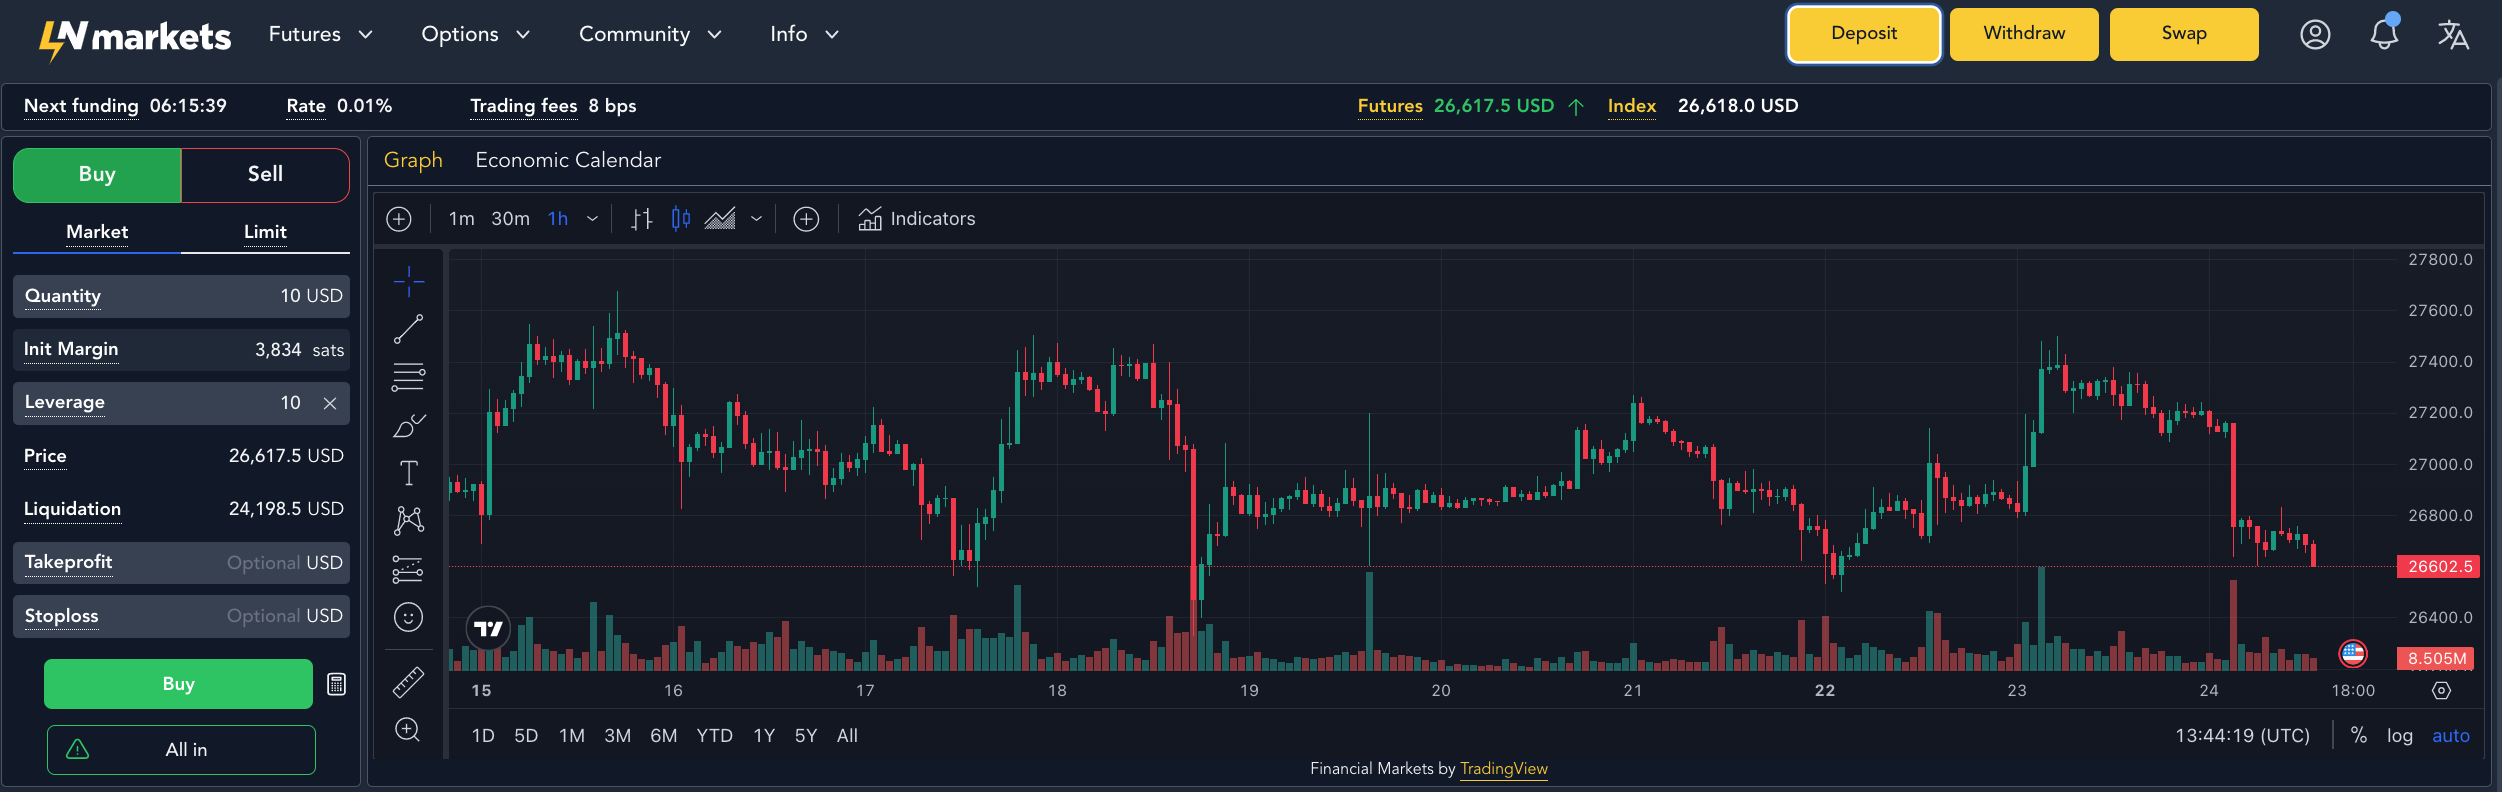 LN markets Futures Options Community Info Deposit Withdraw Swap
Next funding 06:15:39 Rate 0.01% Trading fees 8 bps Futures 26,617.5 USD ↑ Index 26,618.0 USD
Buy Sell
Market Limit
Quantity 10 USD
Init Margin 3,834 sats
Leverage 10
Price 26,617.5 USD
Liquidation 24,198.5 USD
Takeprofit Optional USD
Stoploss Optional USD
Buy
All in
Graph Economic Calendar
1m 30m 1h Indicators
27800.0
27600.0
27400.0
27200.0
27000.0
26800.0
26602.5
26400.0
8.505M
15 16 17 18 19 20 21 22 23 24 18:00
1D 5D 1M 3M 6M YTD 1Y 5Y All 13:44:19 (UTC) % log auto
Financial Markets by TradingView